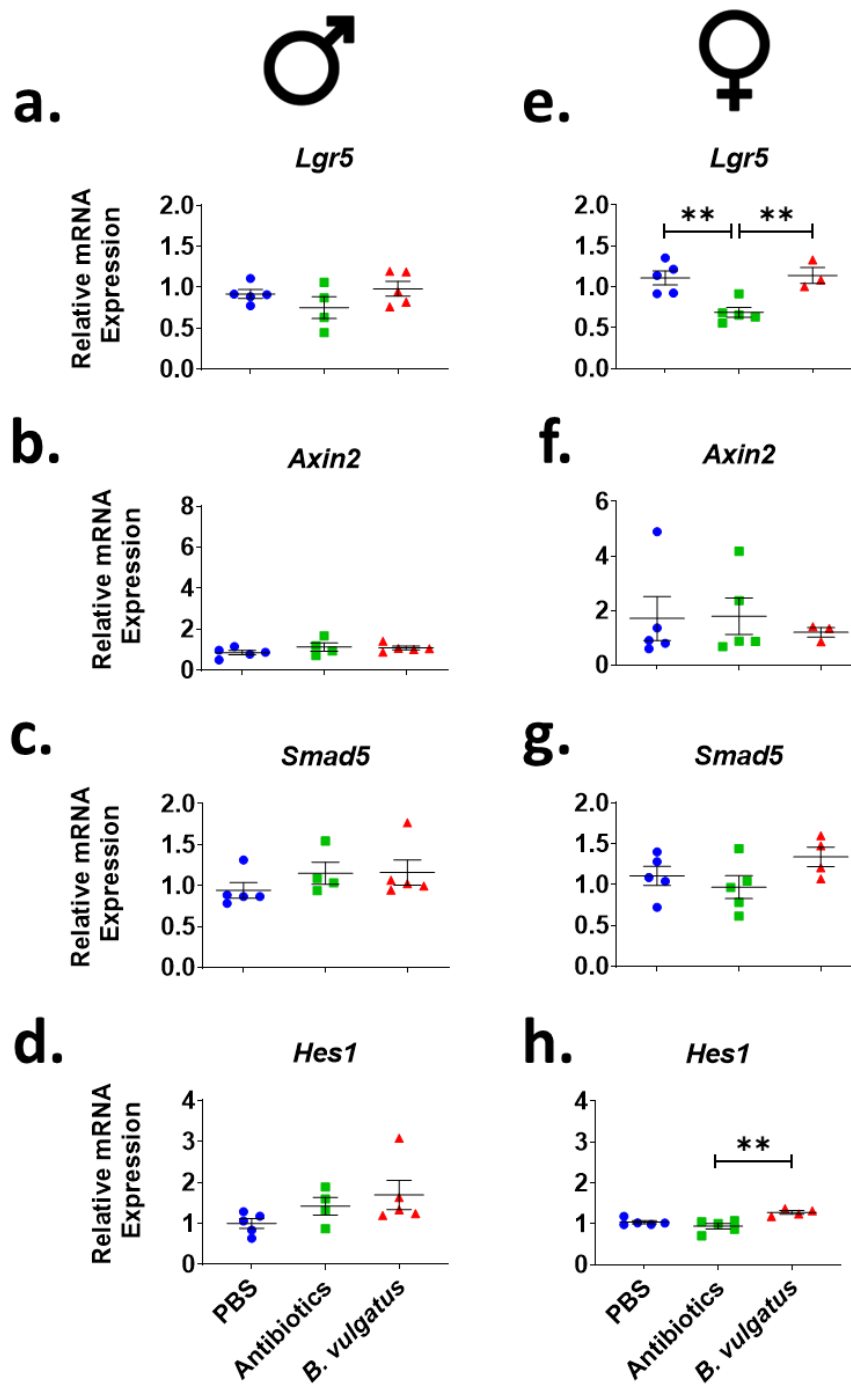 ♂ ♀
a. e.
Lgr5 Lgr5
Relative mRNA
Expression
2.0 2.0
1.5 1.5
1.0 1.0
0.5 0.5
0.0 0.0
** **
b. f.
Axin2 Axin2
Relative mRNA
Expression
8 6
6 4
4 2
2 0
0
c. g.
Smad5 Smad5
Relative mRNA
Expression
2.0 2.0
1.5 1.5
1.0 1.0
0.5 0.5
0.0 0.0
d. h.
Hes1 Hes1
Relative mRNA
Expression
4 4
3 3
2 2
1 1
0 0
**
PBS
Antibiotics
B. vulgatus
PBS
Antibiotics
B. vulgatus